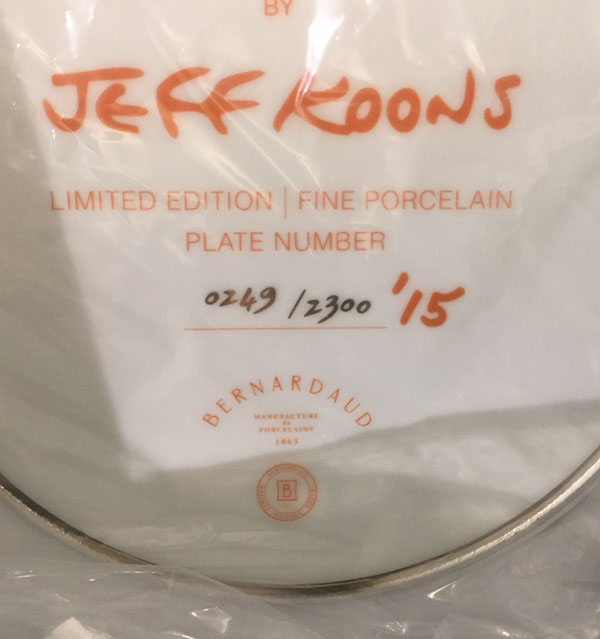 BY
JEFF KOONS
LIMITED EDITION | FINE PORCELAIN
PLATE NUMBER
0249/2300 '15
BERNARDAUD
MANUFACTURE
de
PORCELAINE
1863
B